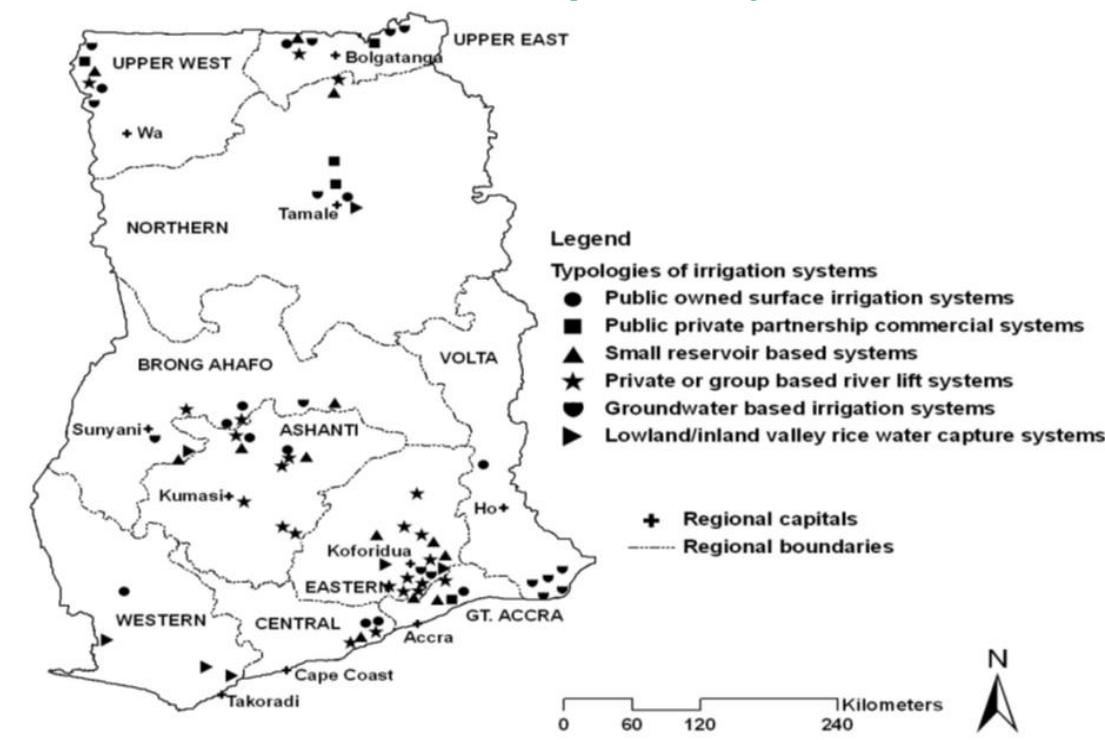 UPPER EAST
UPPER WEST
Bolgatanga
Wa
Tamale
NORTHERN
Legend
Typologies of irrigation systems
Public owned surface irrigation systems
Public private partnership commercial systems
Small reservoir based systems
Private or group based river lift systems
Groundwater based irrigation systems
Lowland/inland valley rice water capture systems
BRONG AHAFO
VOLTA
Sunyani
ASHANTI
Kumasi
Ho
Regional capitals
Regional boundaries
Koforidua
EASTERN
WESTERN
CENTRAL
GT. ACCRA
Accra
Cape Coast
Takoradi
N
Kilometers
0 60 120 240